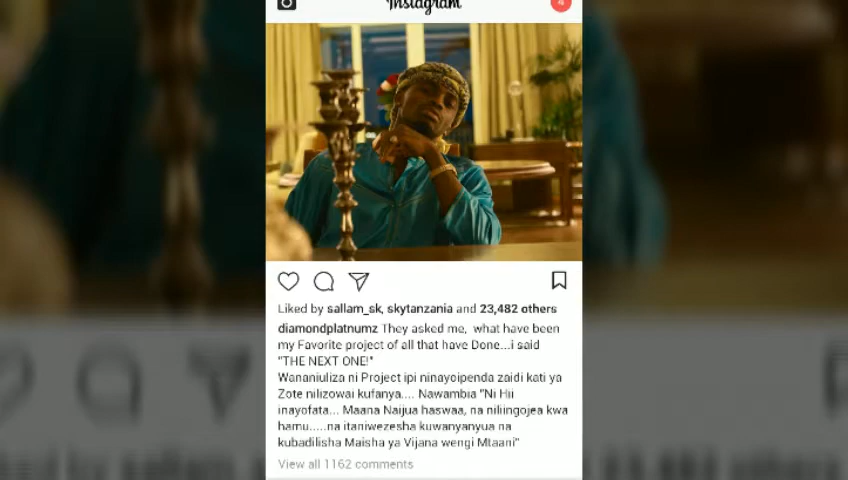 Instagram
4
Liked by sallam_sk, skytanzania and 23,482 others
diamondplatnumz They asked me, what have been
my Favorite project of all that have Done...i said
"THE NEXT ONE!"
Wananiuliza ni Project ipi ninayoipenda zaidi kati ya
Zote nilizowai kufanya.... Nawambia "Ni Hii
inayofata... Maana Naijua haswaa, na niliingojea kwa
hamu.....na itaniwezesha kuwanyanyua na
kubadilisha Maisha ya Vijana wengi Mtaani"
View all 1162 comments